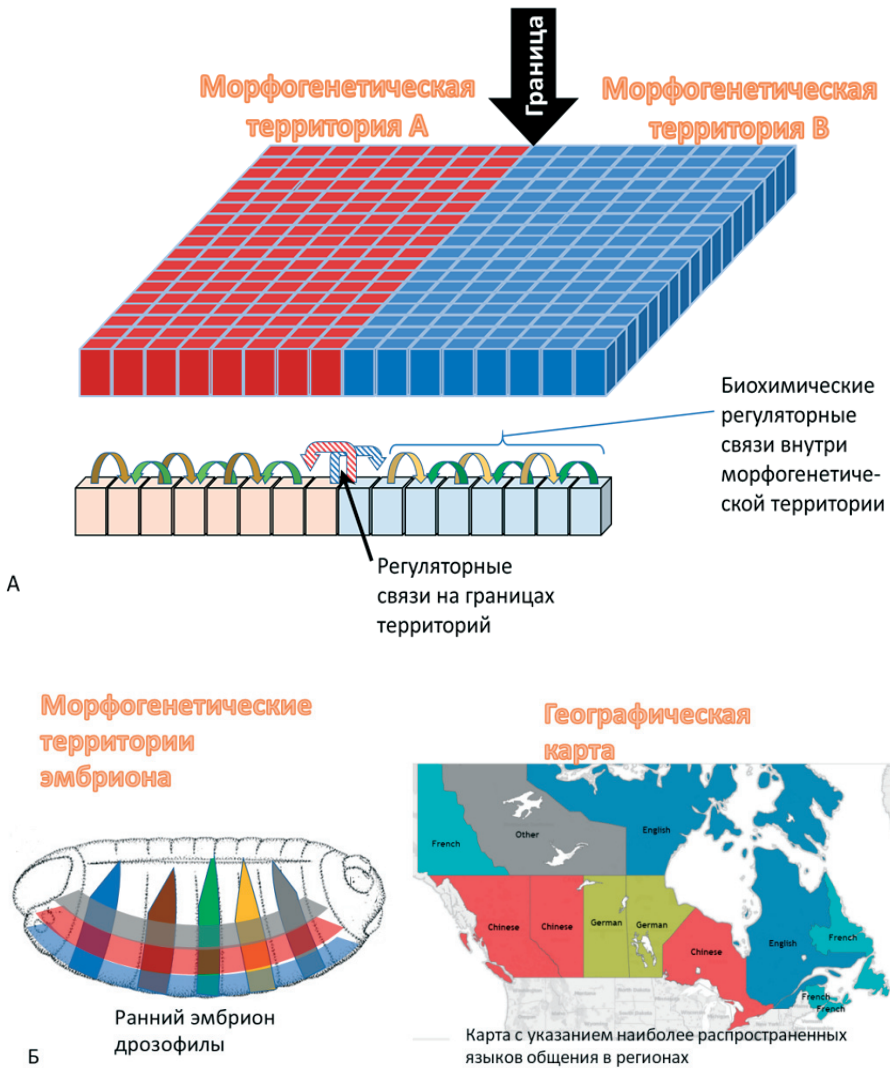 Граница
Морфогенетическая
территория А
Морфогенетическая
территория В
Биохимические
регуляторные
связи внутри
морфогенети-
ческой территории
Регуляторные
связи на границах
территорий
А
Морфогенетические
территории
эмбриона
Географическая
карта
French
Other
English
Chinese
Chinese
German
German
Chinese
English
French
French
French
Ранний эмбрион
дрозофилы
Карта с указанием наиболее распространенных
языков общения в регионах
Б